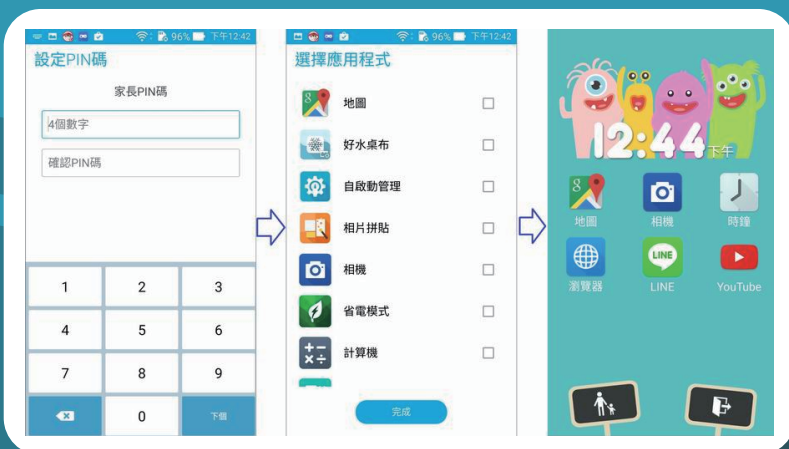 96% 下午12:42
設定PIN碼
家長PIN碼
4個數字
確認PIN碼
1 2 3
4 5 6
7 8 9
0 下個
96% 下午12:42
選擇應用程式
地圖
好水桌布
自啟動管理
相片拼貼
相機
省電模式
計算機
完成
12:44下午
地圖 相機 時鐘
LINE
瀏覽器 LINE YouTube